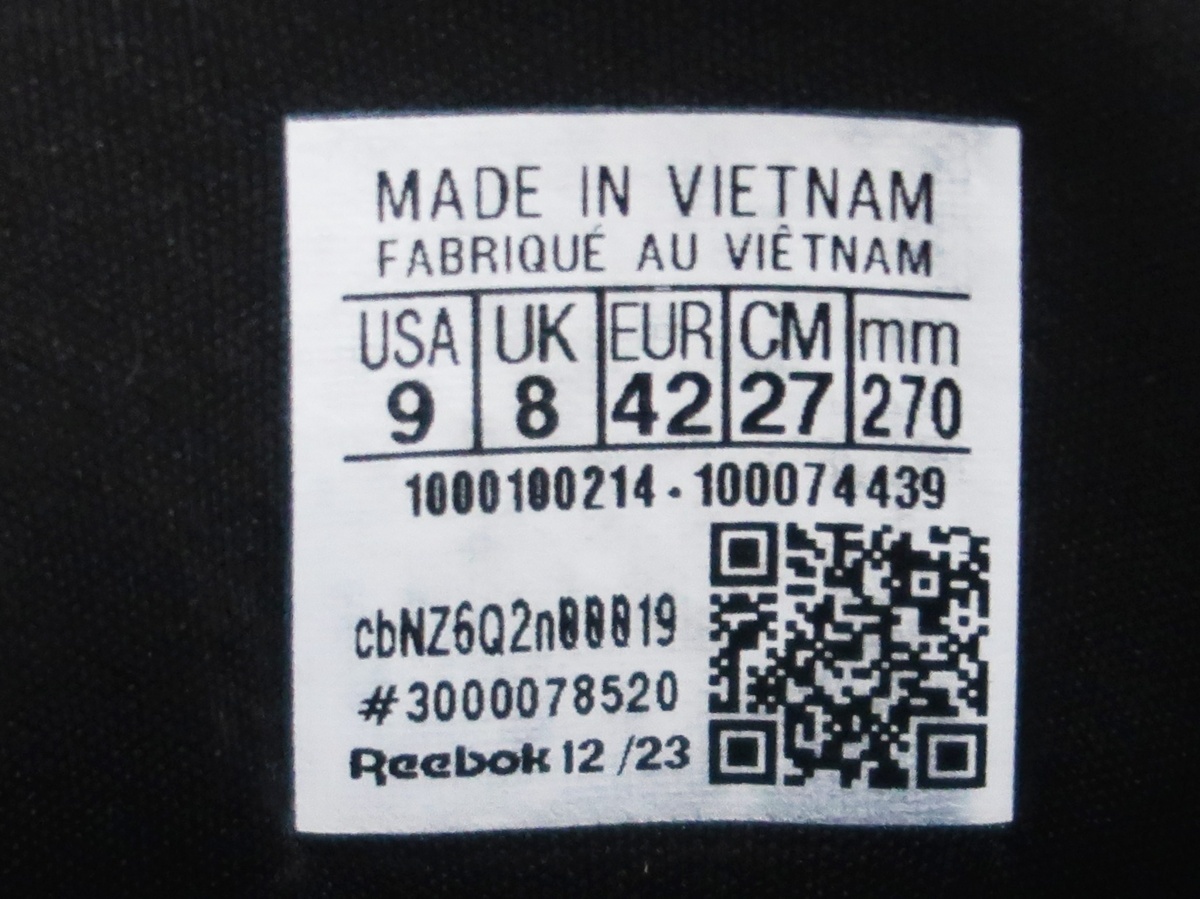 MADE IN VIETNAM
FABRIQUÉ AU VIÊTNAM
USA UK EUR CM mm
9 8 42 27 270
1000100214 - 100074439
cbNZ6Q2n00019
#3000078520
Reebok 12 /23